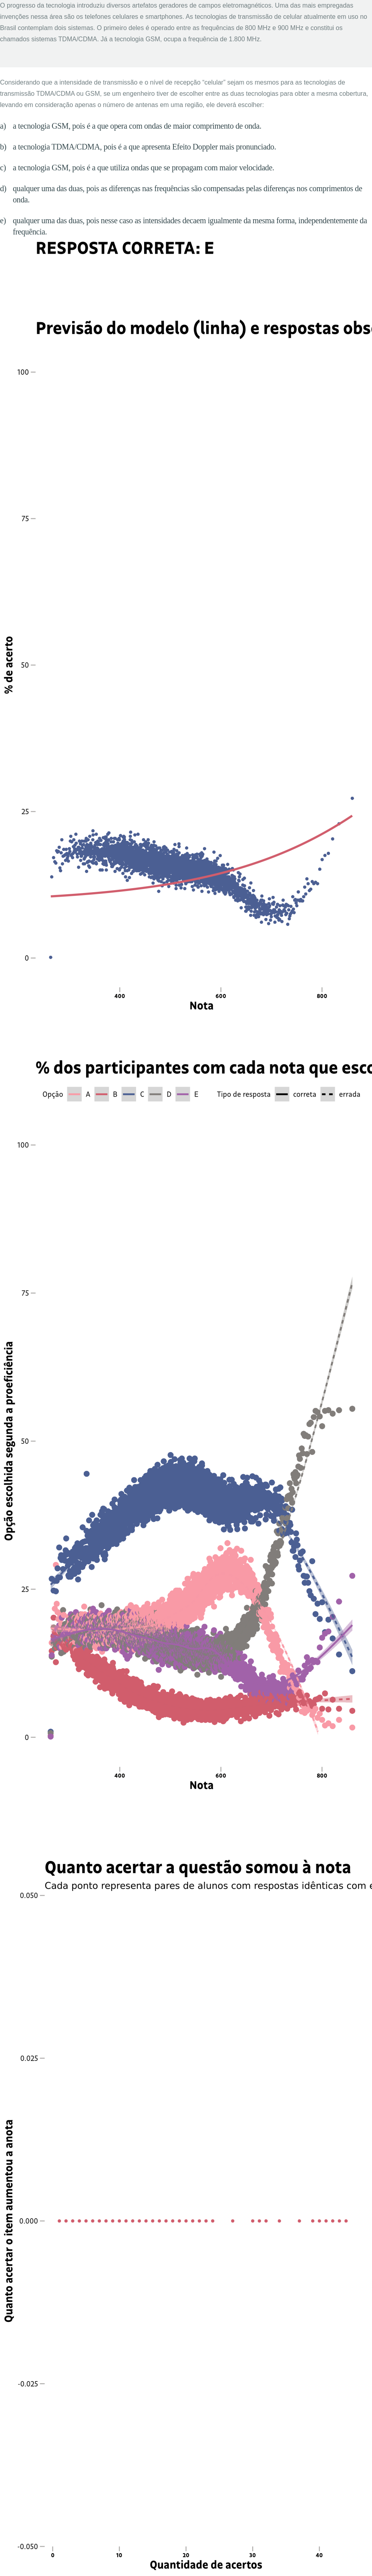 O progresso da tecnologia introduziu diversos artefatos geradores de campos eletromagnéticos. Uma das mais empregadas
invenções nessa área são os telefones celulares e smartphones. As tecnologias de transmissão de celular atualmente em uso no
Brasil contemplam dois sistemas. O primeiro deles é operado entre as frequências de 800 MHz e 900 MHz e constitui os
chamados sistemas TDMA/CDMA. Já a tecnologia GSM, ocupa a frequência de 1.800 MHz.
Considerando que a intensidade de transmissão e o nível de recepção “celular” sejam os mesmos para as tecnologias de
transmissão TDMA/CDMA ou GSM, se um engenheiro tiver de escolher entre as duas tecnologias para obter a mesma cobertura,
levando em consideração apenas o número de antenas em uma região, ele deverá escolher:
a) a tecnologia GSM, pois é a que opera com ondas de maior comprimento de onda.
b) a tecnologia TDMA/CDMA, pois é a que apresenta Efeito Doppler mais pronunciado.
c) a tecnologia GSM, pois é a que utiliza ondas que se propagam com maior velocidade.
d) qualquer uma das duas, pois as diferenças nas frequências são compensadas pelas diferenças nos comprimentos de
onda.
e) qualquer uma das duas, pois nesse caso as intensidades decaem igualmente da mesma forma, independentemente da
frequência.
RESPOSTA CORRETA: E
Previsão do modelo (linha) e respostas obs
100
75
50
25
0
% de acerto
400 600 800
Nota
% dos participantes com cada nota que esco
Opção A B C D E Tipo de resposta correta errada
100
75
50
25
0
Opção escolhida segunda a proeficiência
400 600 800
Nota
Quanto acertar a questão somou à nota
Cada ponto representa pares de alunos com respostas idênticas com e
0.050
0.025
0.000
-0.025
-0.050
Quanto acertar o item aumentou a anota
0 10 20 30 40
Quantidade de acertos